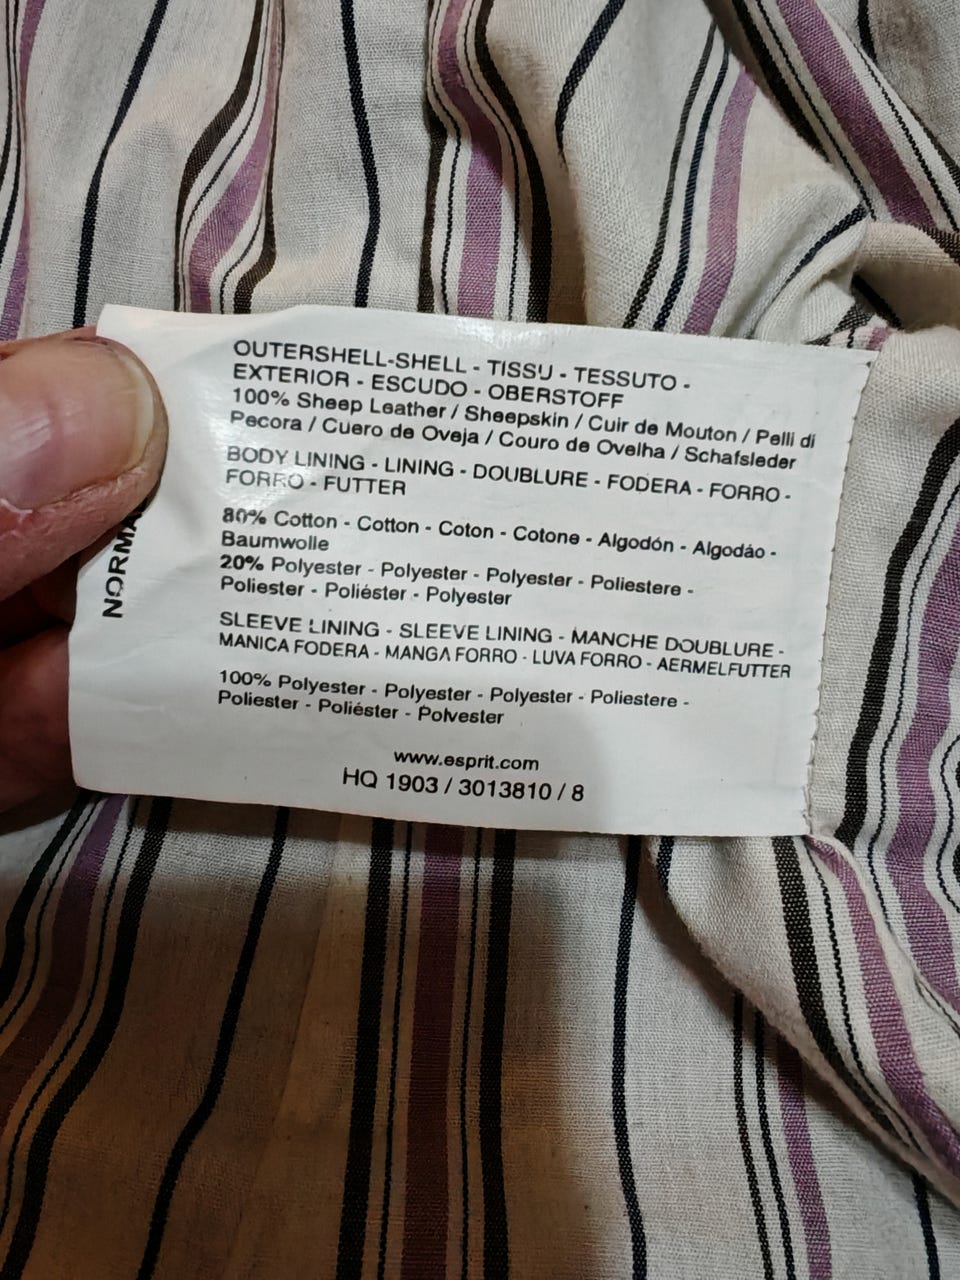 OUTERSHELL-SHELL - TISSU - TESSUTO -
EXTERIOR - ESCUDO - OBERSTOFF
100% Sheep Leather / Sheepskin / Cuir de Mouton / Pelli di
Pecora / Cuero de Oveja / Couro de Ovelha / Schafsleder
BODY LINING - LINING - DOUBLURE - FODERA - FORRO -
FORRO - FUTTER
80% Cotton - Cotton - Coton - Cotone - Algodón - Algodáo -
Baumwolle
20% Polyester - Polyester - Polyester - Poliestere -
Poliester - Poliéster - Polyester
SLEEVE LINING - SLEEVE LINING - MANCHE DOUBLURE -
MANICA FODERA - MANGA FORRO - LUVA FORRO - AERMELFUTTER
100% Polyester - Polyester - Polyester - Poliestere -
Poliester - Poliéster - Polyester
www.esprit.com
HQ 1903 / 3013810 / 8